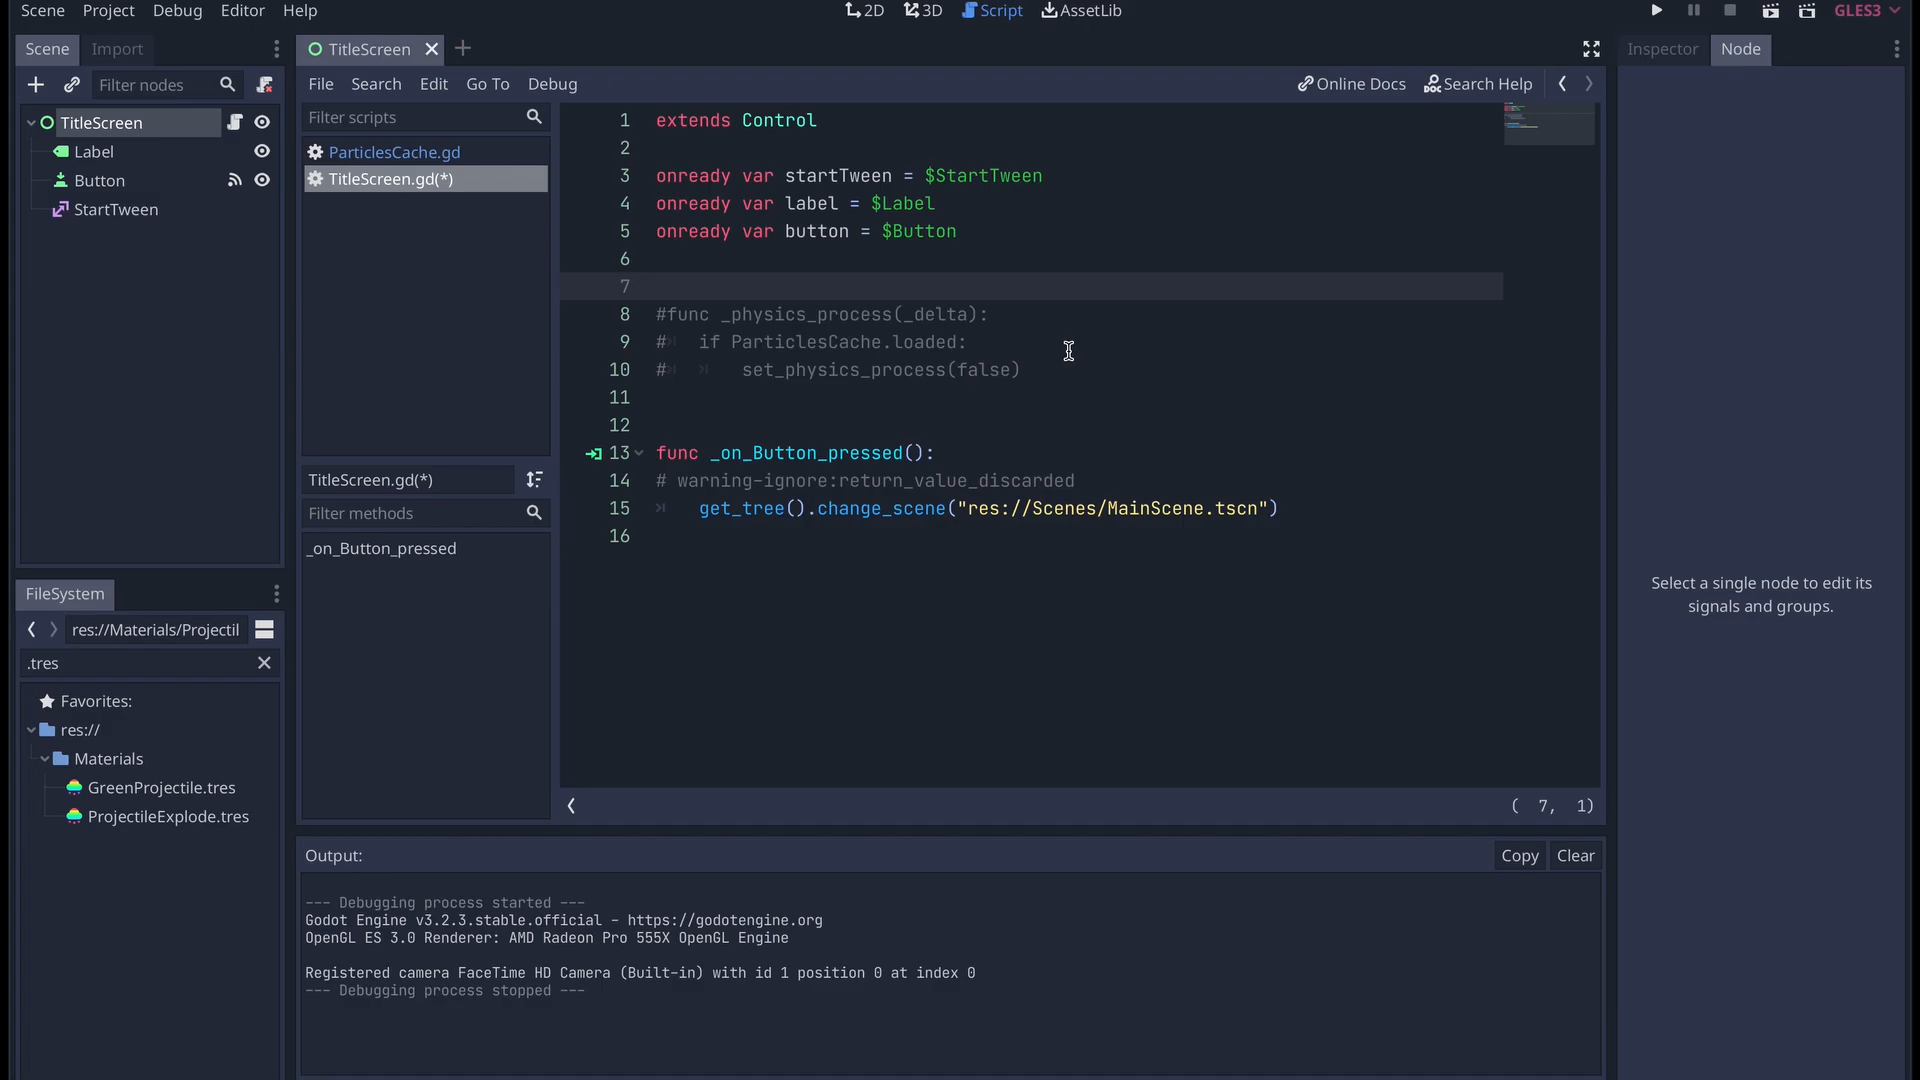 Scene Project Debug Editor Help 2D 3D Script AssetLib GLES3
Scene Import
TitleScreen
Inspector Node
Filter nodes
File Search Edit Go To Debug
Online Docs Search Help
TitleScreen
Label
Button
StartTween
Filter scripts
ParticlesCache.gd
TitleScreen.gd(*)
TitleScreen.gd(*)
Filter methods
_on_Button_pressed
1 extends Control
2
3 onready var startTween = $StartTween
4 onready var label = $Label
5 onready var button = $Button
6
7
8 #func _physics_process(_delta):
9 # if ParticlesCache.loaded:
10 # set_physics_process(false)
11
12
13 func _on_Button_pressed():
14 # warning-ignore:return_value_discarded
15 get_tree().change_scene("res://Scenes/MainScene.tscn")
16
( 7, 1)
Select a single node to edit its
signals and groups.
FileSystem
res://Materials/Projectil
.tres
Favorites:
res://
Materials
GreenProjectile.tres
ProjectileExplode.tres
Output:
Copy Clear
--- Debugging process started ---
Godot Engine v3.2.3.stable.official - https://godotengine.org
OpenGL ES 3.0 Renderer: AMD Radeon Pro 555X OpenGL Engine
Registered camera FaceTime HD Camera (Built-in) with id 1 position 0 at index 0
--- Debugging process stopped ---